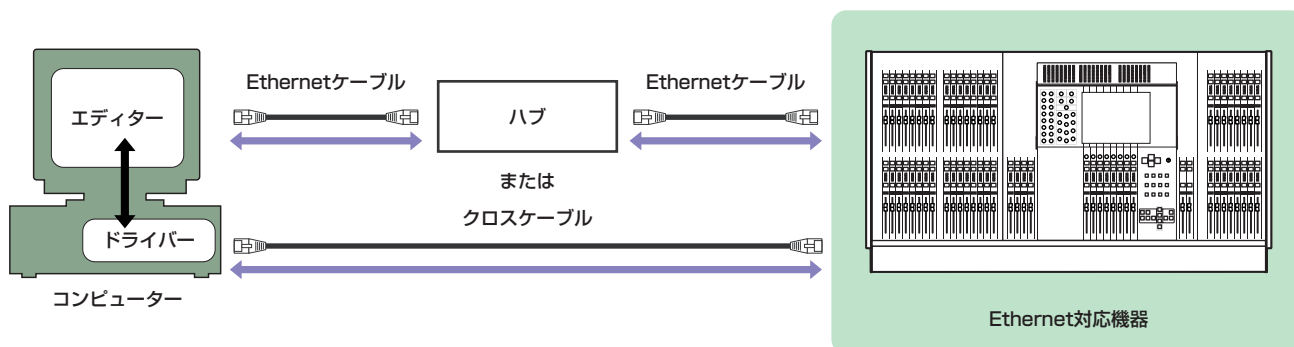 Ethernetケーブル
Ethernetケーブル
エディター
ハブ
または
クロスケーブル
ドライバー
コンピューター
Ethernet対応機器